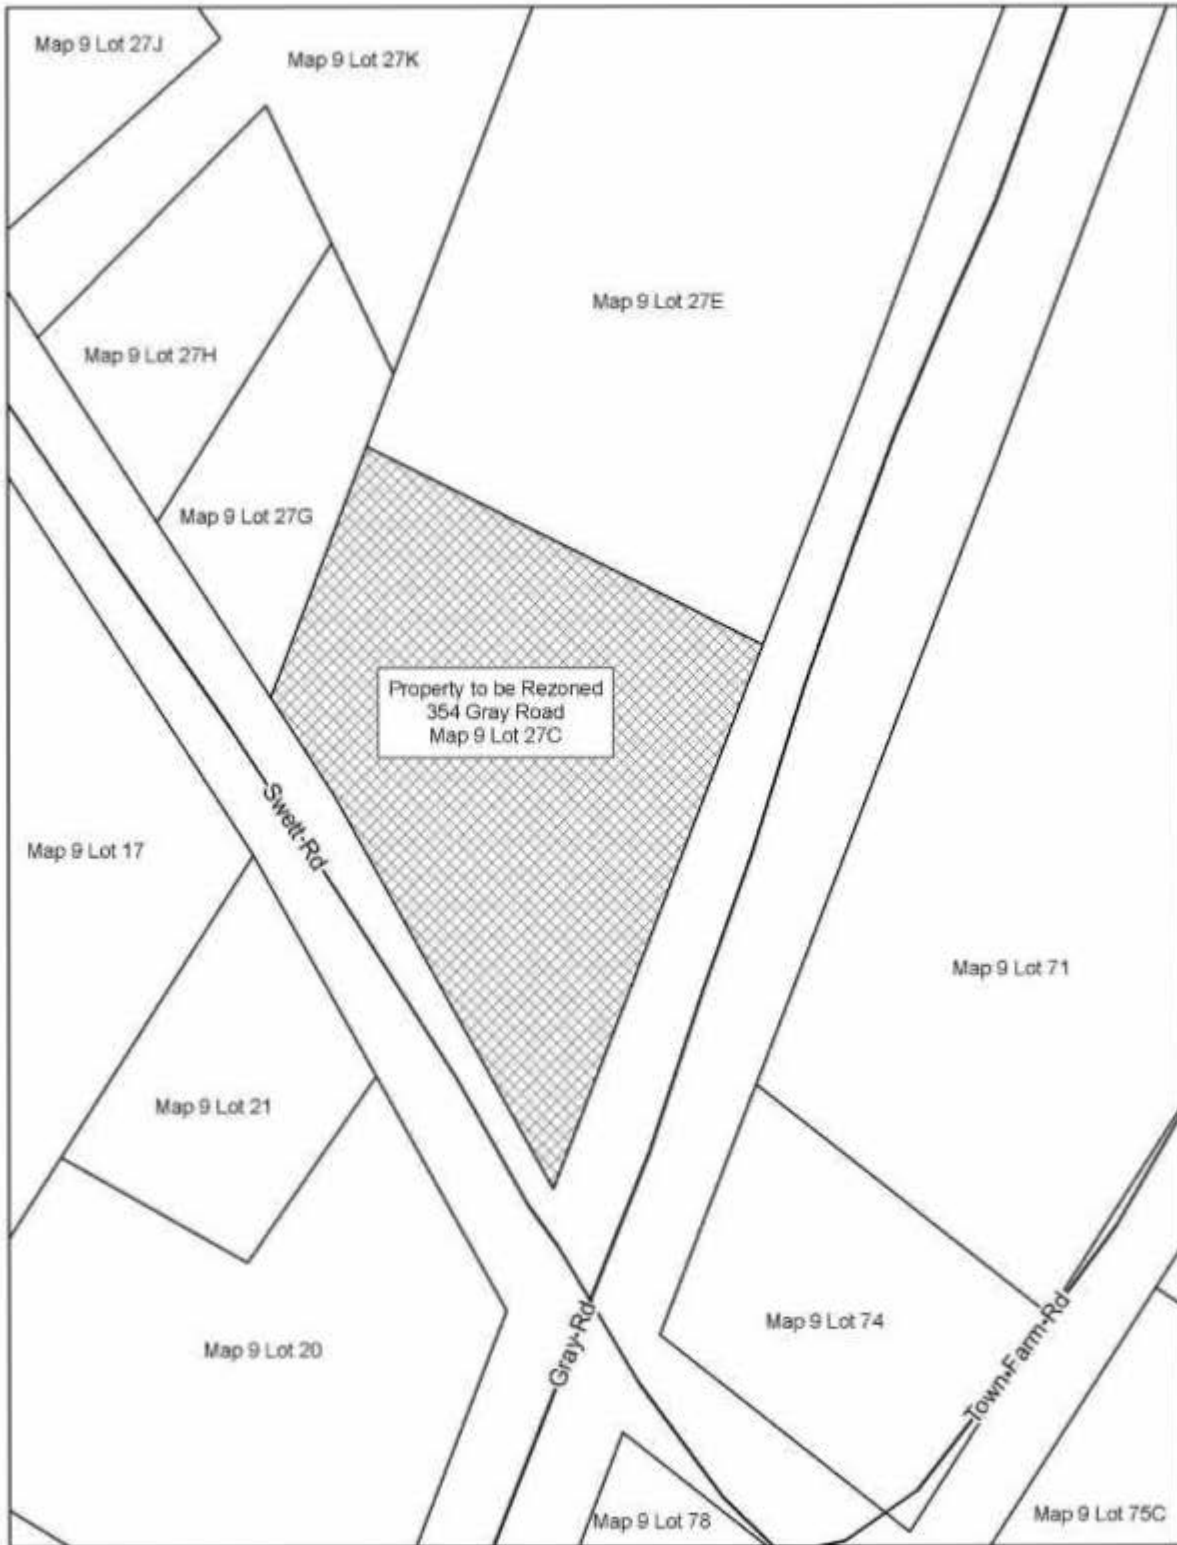 Map 9 Lot 27J
Map 9 Lot 27K
Map 9 Lot 27E
Map 9 Lot 27H
Map 9 Lot 27G
Property to be Rezoned
354 Gray Road
Map 9 Lot 27C
Swett Rd
Map 9 Lot 17
Map 9 Lot 71
Map 9 Lot 21
Map 9 Lot 74
Map 9 Lot 20
Gray Rd
Town Farm Rd
Map 9 Lot 78
Map 9 Lot 75C